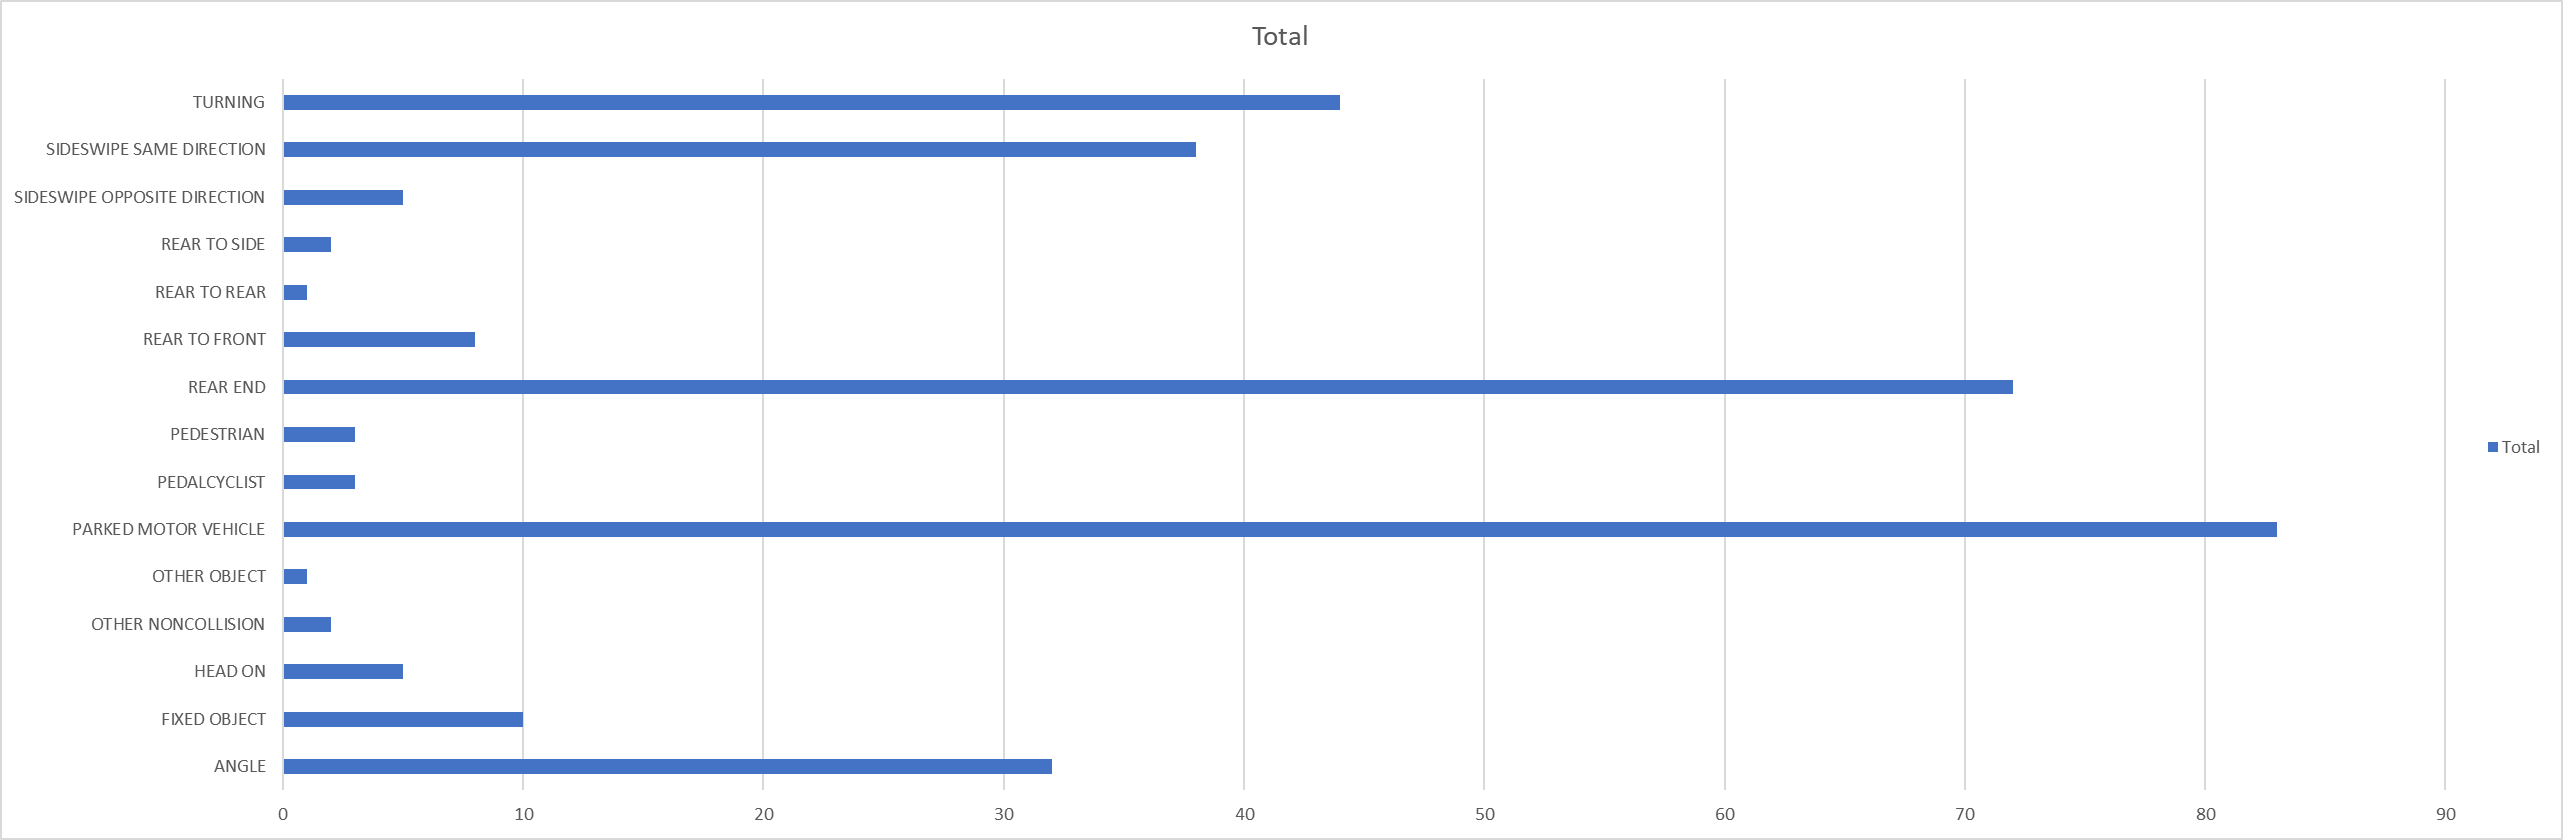 Total
TURNING
SIDESWIPE SAME DIRECTION
SIDESWIPE OPPOSITE DIRECTION
REAR TO SIDE
REAR TO REAR
REAR TO FRONT
REAR END
PEDESTRIAN
PEDALCYCLIST
PARKED MOTOR VEHICLE
OTHER OBJECT
OTHER NONCOLLISION
HEAD ON
FIXED OBJECT
ANGLE
0 10 20 30 40 50 60 70 80 90
Total